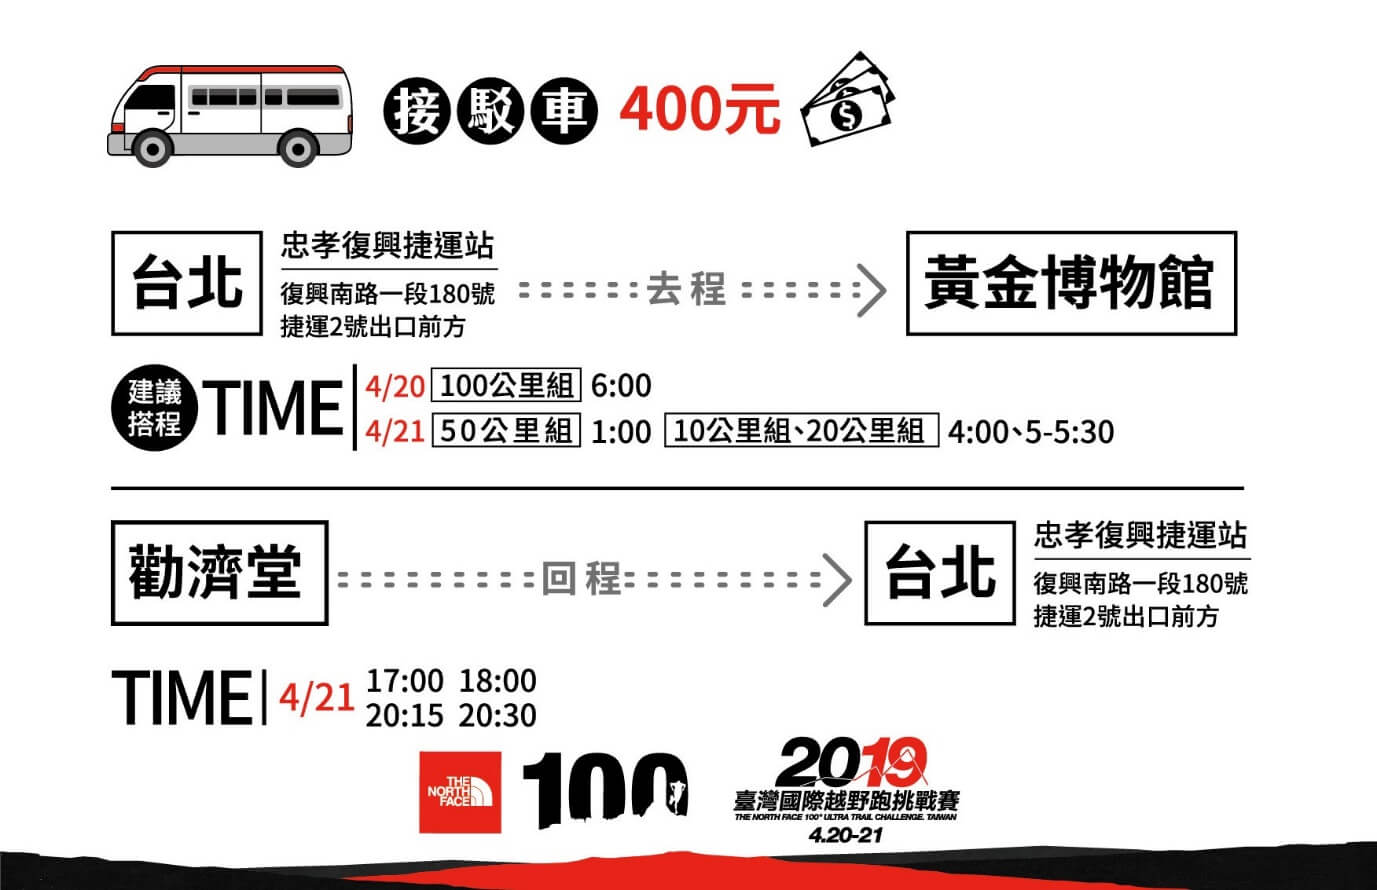 接駁車 400元
$
台北
忠孝復興捷運站
復興南路一段180號
捷運2號出口前方
去程
黃金博物館
建議
搭程
TIME
4/20 100公里組 6:00
4/21 50公里組 1:00 10公里組、20公里組 4:00、5-5:30
勸濟堂
回程
台北
忠孝復興捷運站
復興南路一段180號
捷運2號出口前方
TIME
4/21
17:00 18:00
20:15 20:30
THE
NORTH
FACE
100
2019
臺灣國際越野跑挑戰賽
THE NORTH FACE 100® ULTRA TRAIL CHALLENGE. TAIWAN
4.20-21